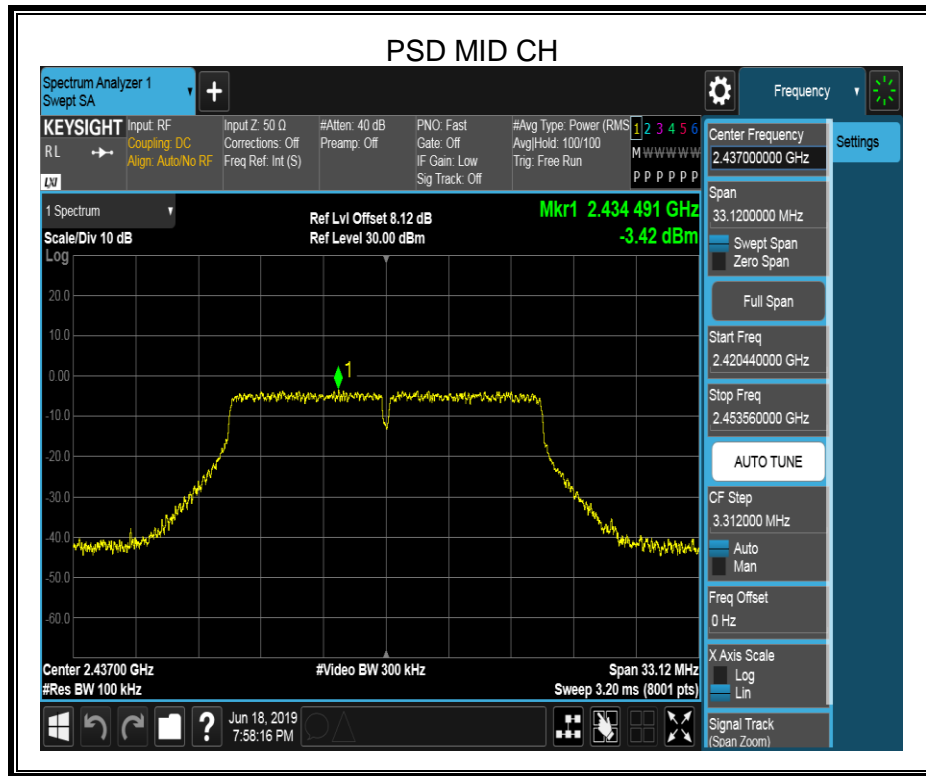 PSD MID CH
Spectrum Analyzer 1
Swept SA
+
Frequency
KEYSIGHT
RL
LXI
Input: RF
Coupling: DC
Align: Auto/No RF
Input Z: 50 Ω
Corrections: Off
Freq Ref: Int (S)
#Atten: 40 dB
Preamp: Off
PNO: Fast
Gate: Off
IF Gain: Low
Sig Track: Off
#Avg Type: Power (RMS
Avg|Hold: 100/100
Trig: Free Run
1 2 3 4 5 6
M W W W W W
P P P P P P
Center Frequency
2.437000000 GHz
Settings
Span
33.1200000 MHz
Swept Span
Zero Span
Full Span
Start Freq
2.420440000 GHz
Stop Freq
2.453560000 GHz
AUTO TUNE
CF Step
3.312000 MHz
Auto
Man
Freq Offset
0 Hz
X Axis Scale
Log
Lin
Signal Track
(Span Zoom)
1 Spectrum
Scale/Div 10 dB
Log
Ref Lvl Offset 8.12 dB
Ref Level 30.00 dBm
Mkr1 2.434 491 GHz
-3.42 dBm
20.0
10.0
0.00
-10.0
-20.0
-30.0
-40.0
-50.0
-60.0
1
Center 2.43700 GHz
#Res BW 100 kHz
#Video BW 300 kHz
Span 33.12 MHz
Sweep 3.20 ms (8001 pts)
?
Jun 18, 2019
7:58:16 PM